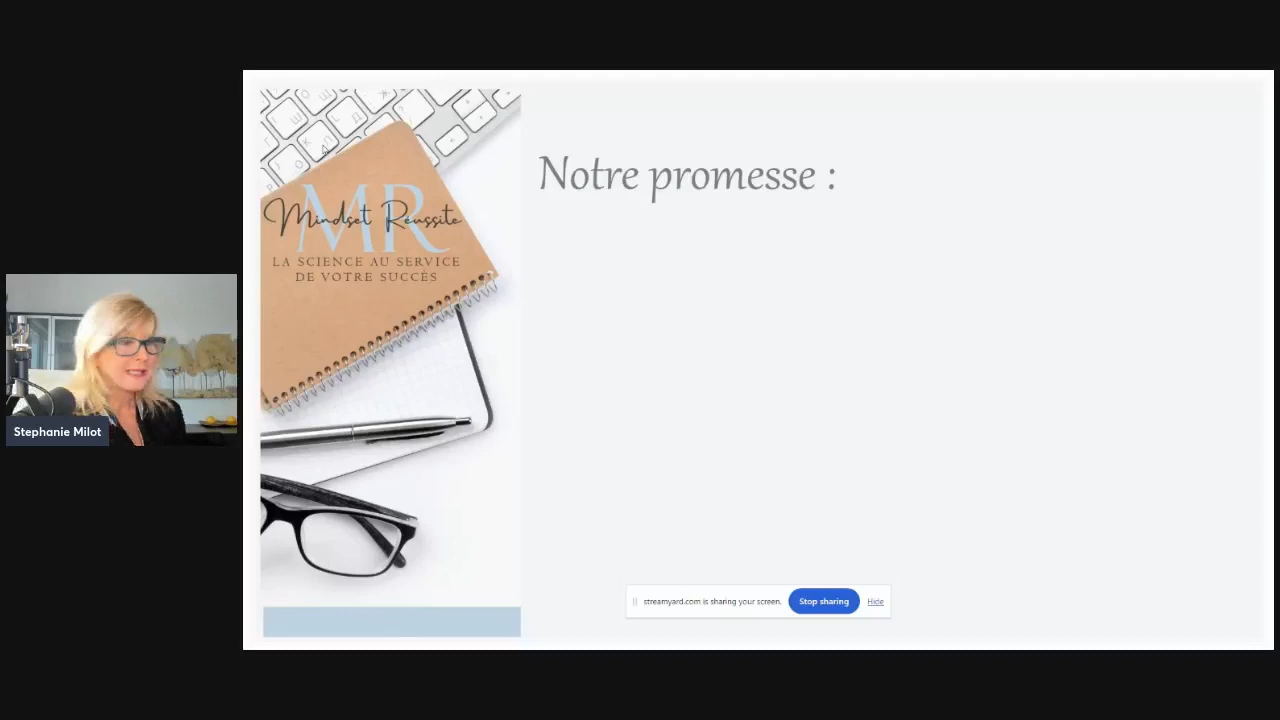 Notre promesse :
MR
Mindset Réussite
LA SCIENCE AU SERVICE
DE VOTRE SUCCÈS
Stephanie Milot
streamyard.com is sharing your screen. Stop sharing Hide